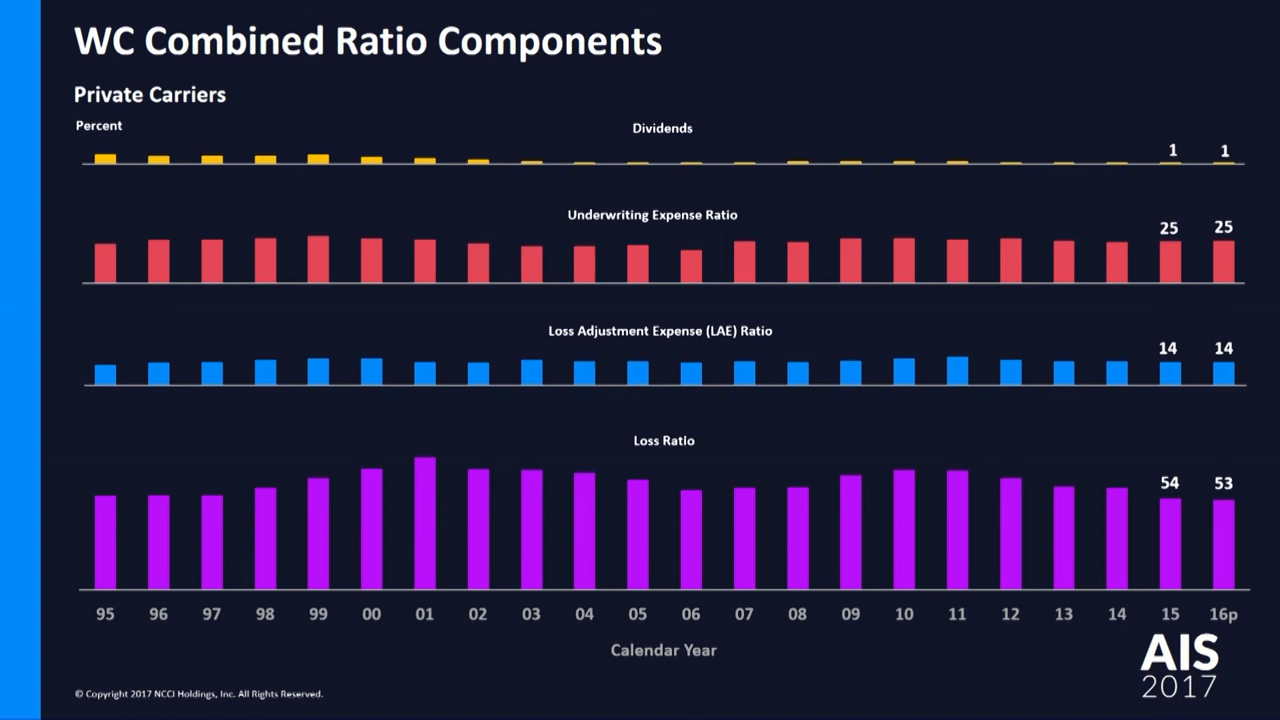 WC Combined Ratio Components
Private Carriers
Percent
Dividends
1 1
Underwriting Expense Ratio
25 25
Loss Adjustment Expense (LAE) Ratio
14 14
Loss Ratio
54 53
95 96 97 98 99 00 01 02 03 04 05 06 07 08 09 10 11 12 13 14 15 16p
Calendar Year
AIS
2017
© Copyright 2017 NCCI Holdings, Inc. All Rights Reserved.